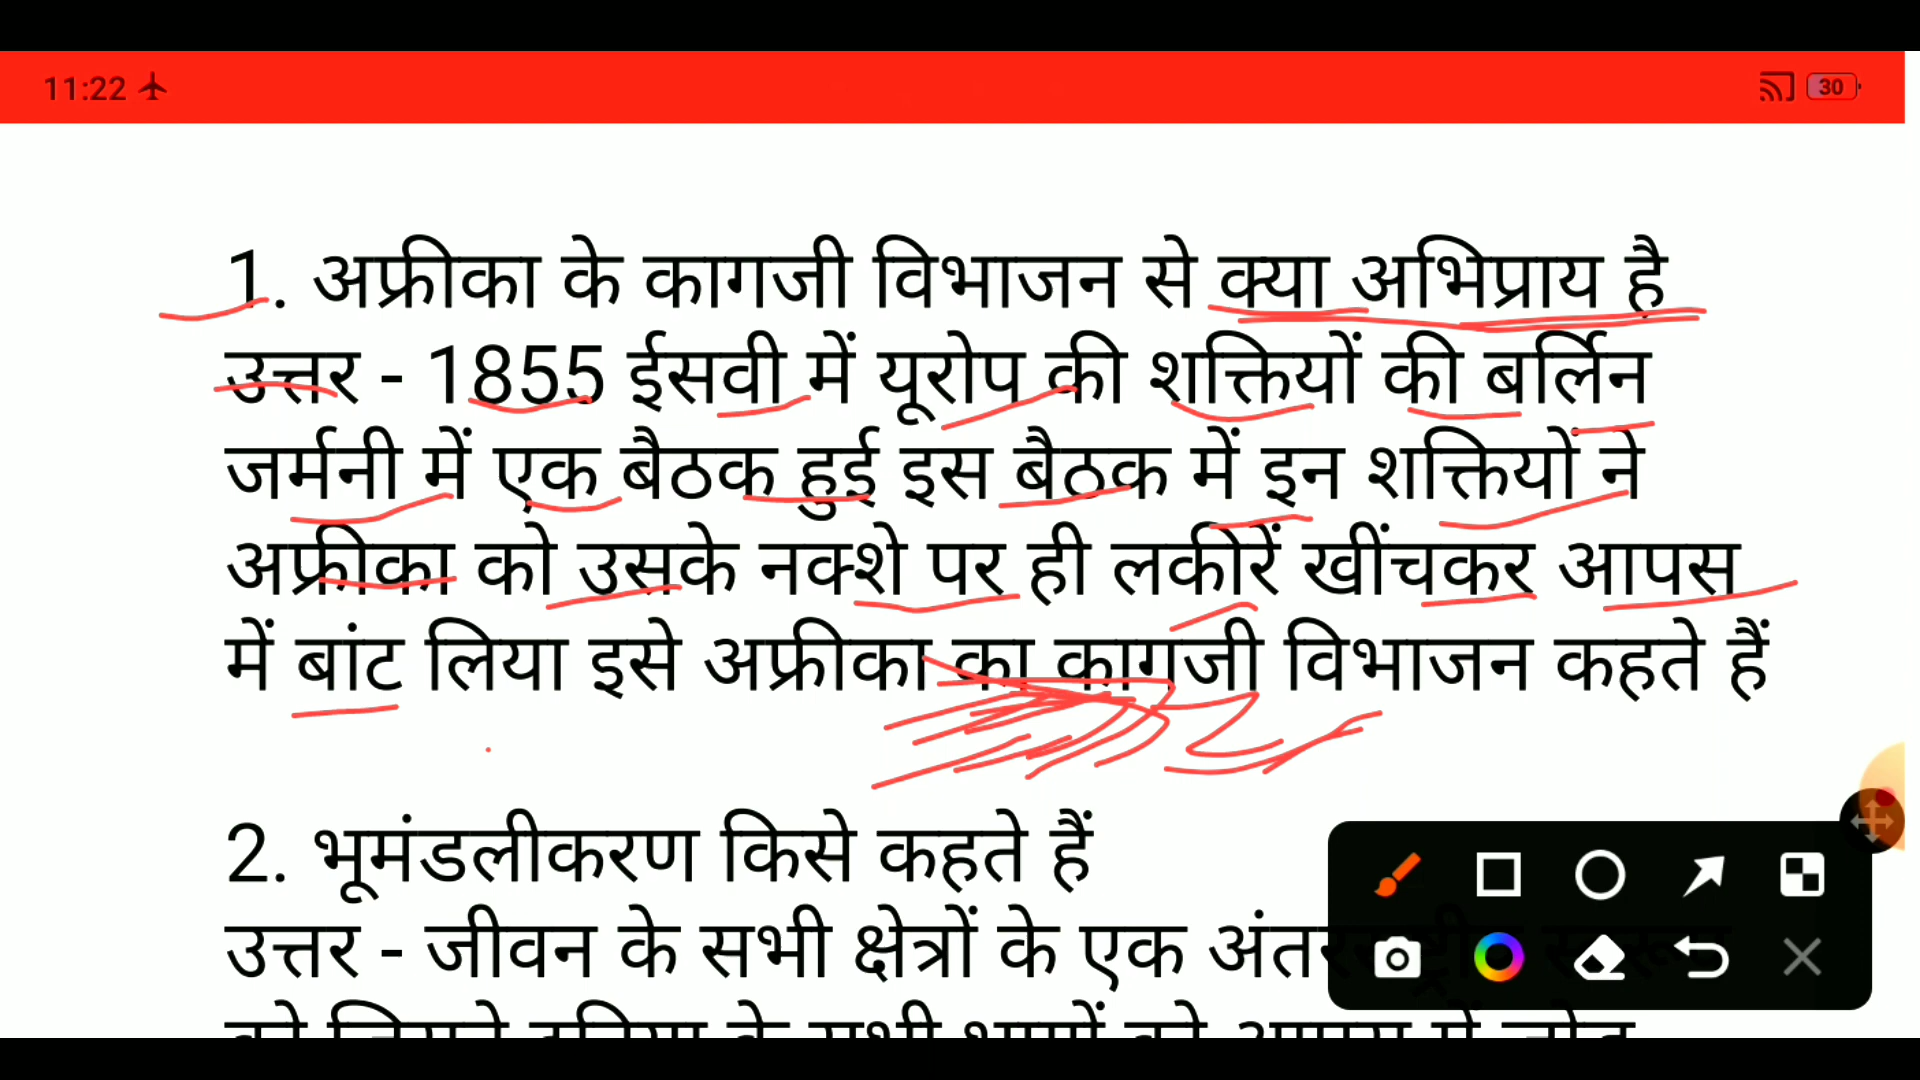 11:22
30
1. अफ्रीका के कागजी विभाजन से क्या अभिप्राय है
उत्तर - 1855 ईसवी में यूरोप की शक्तियों की बर्लिन
जर्मनी में एक बैठक हुई इस बैठक में इन शक्तियों ने
अफ्रीका को उसके नक्शे पर ही लकीरें खींचकर आपस
में बांट लिया इसे अफ्रीका का कागजी विभाजन कहते हैं
2. भूमंडलीकरण किसे कहते हैं
उत्तर - जीवन के सभी क्षेत्रों के एक